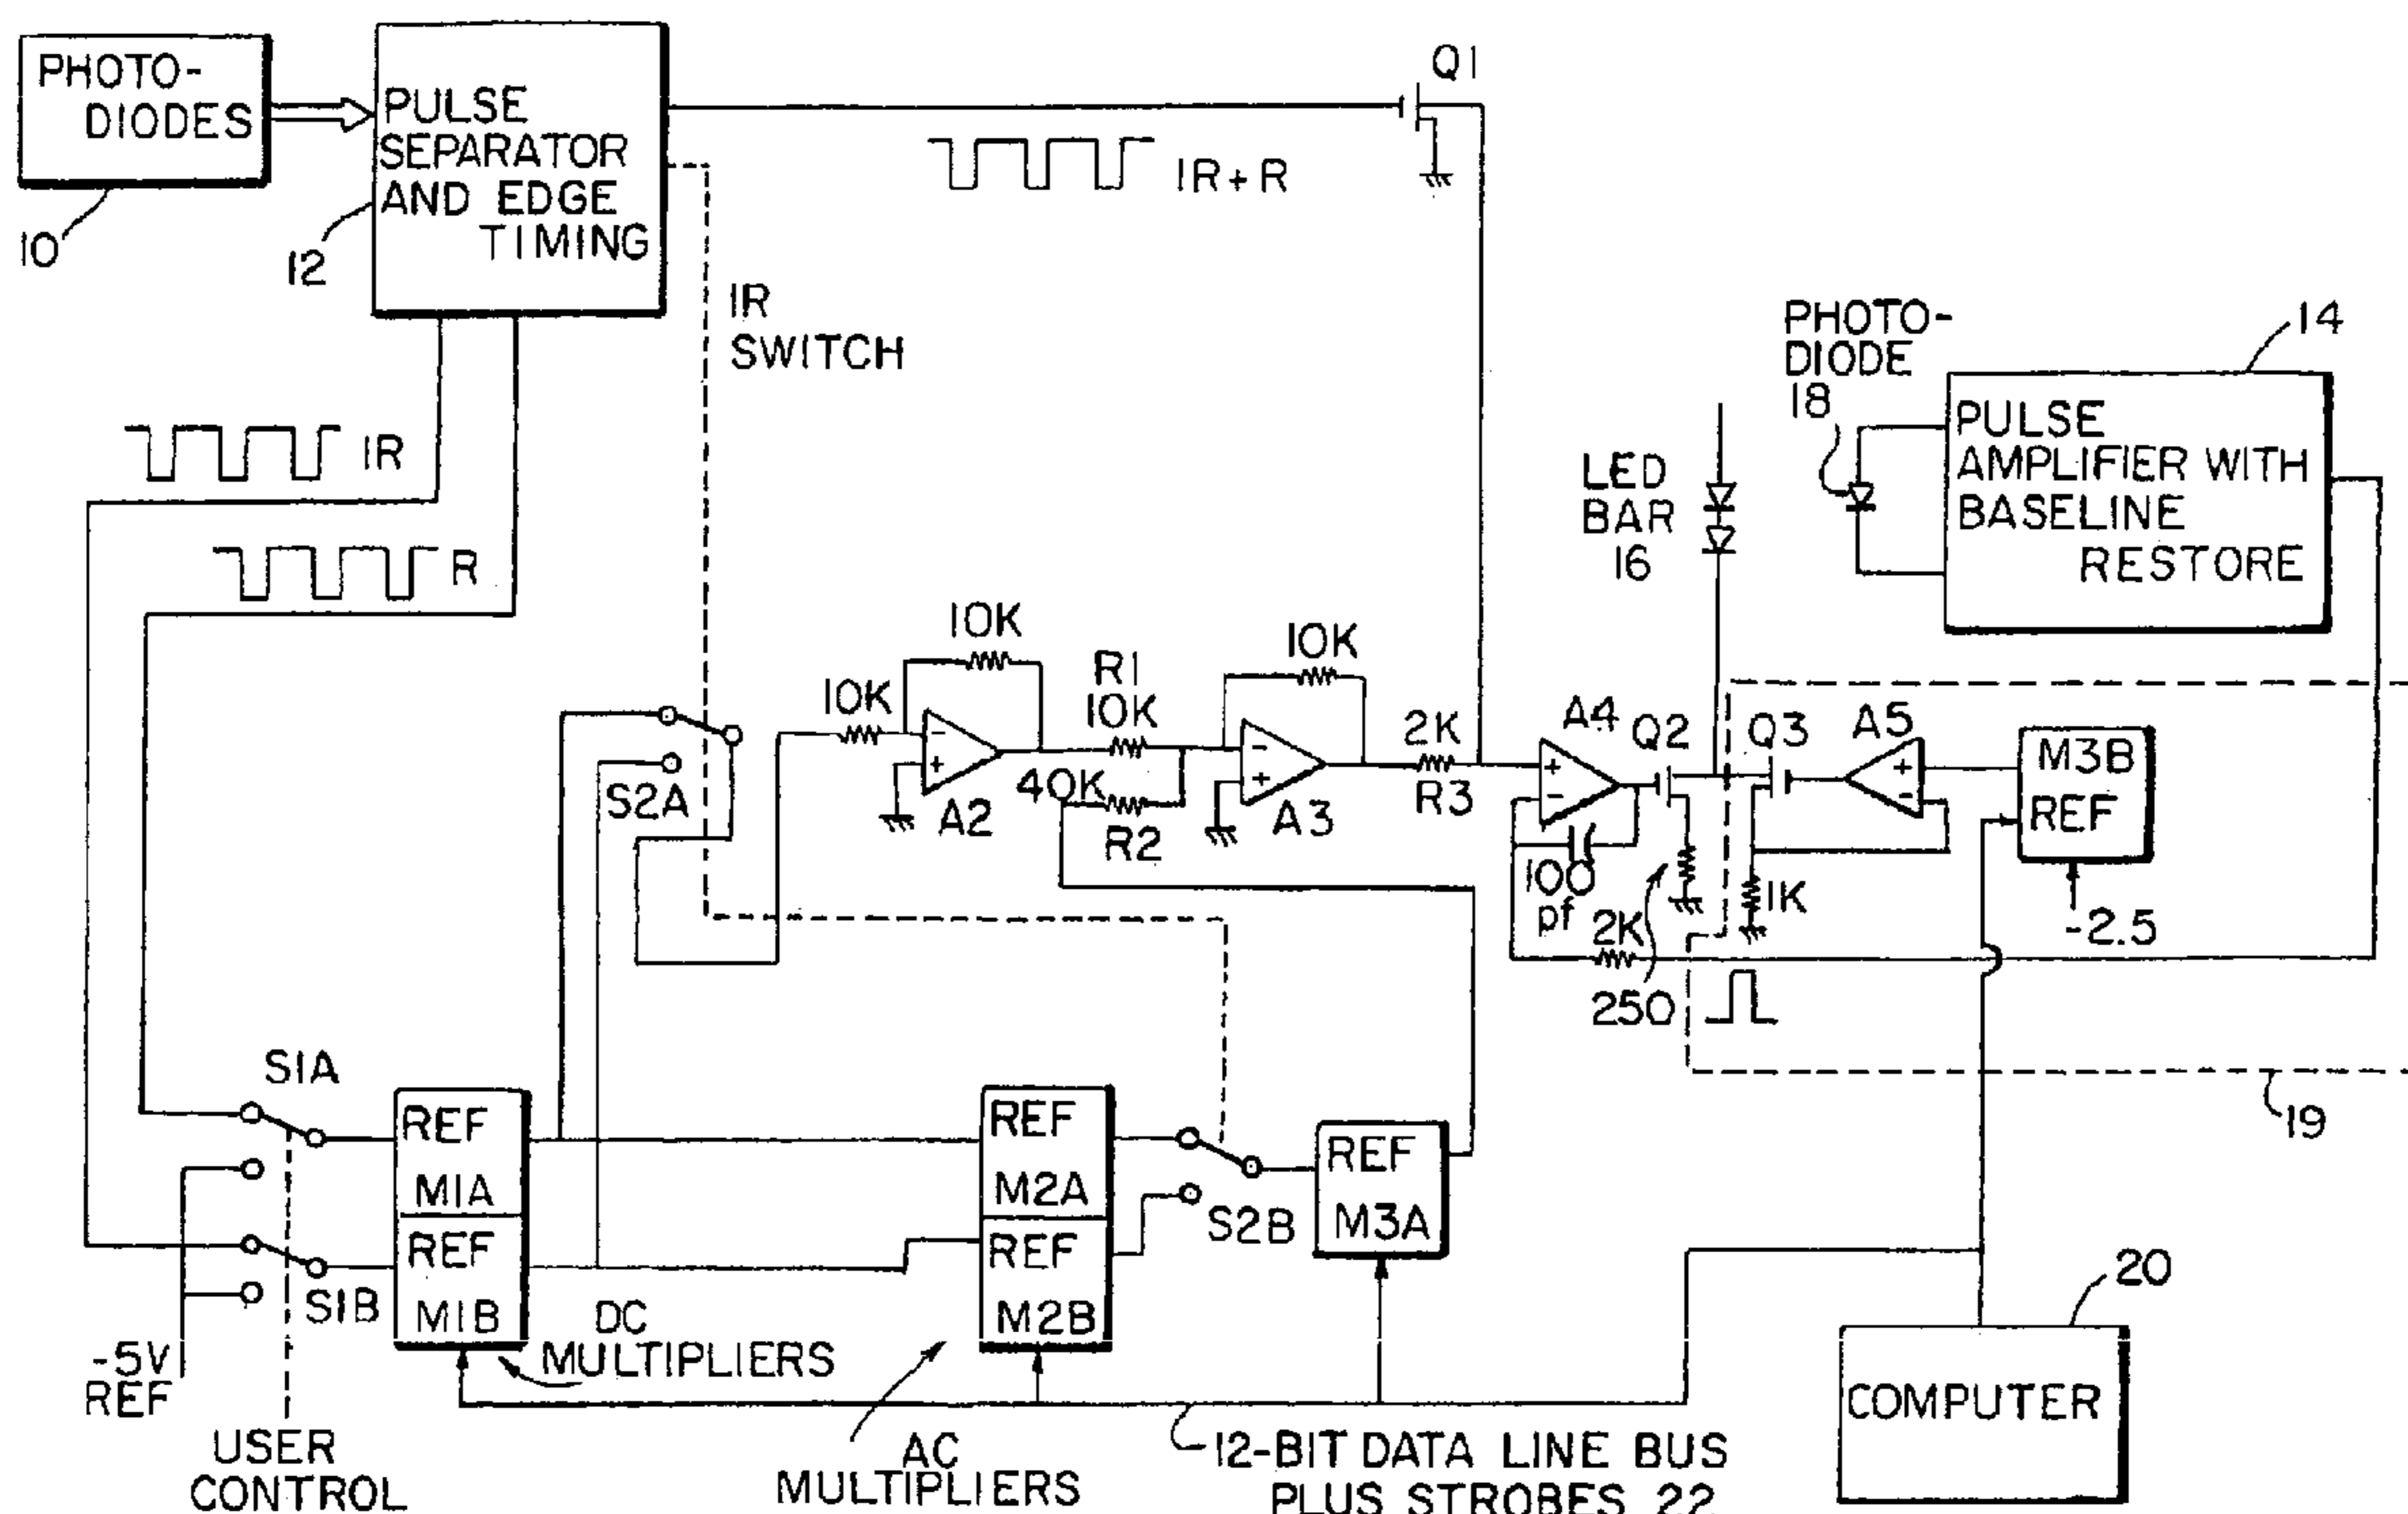 PHOTO-
DIODES
10
PULSE
SEPARATOR
AND EDGE
TIMING
12
Q1
IR+R
IR
SWITCH
IR
R
PHOTO-
DIODE
18
14
PULSE
AMPLIFIER WITH
BASELINE
RESTORE
LED
BAR
16
10K
10K
R1
10K
10K
S2A
A2
40K
R2
A3
2K
R3
A4
Q2
Q3
A5
M3B
REF
-2.5
100
pf
2K
250
1K
19
S1A
REF
M1A
REF
M1B
S1B
-5V
REF
USER
CONTROL
DC
MULTIPLIERS
REF
M2A
REF
M2B
AC
MULTIPLIERS
S2B
REF
M3A
12-BIT DATA LINE BUS
PLUS STROBES 22
20
COMPUTER